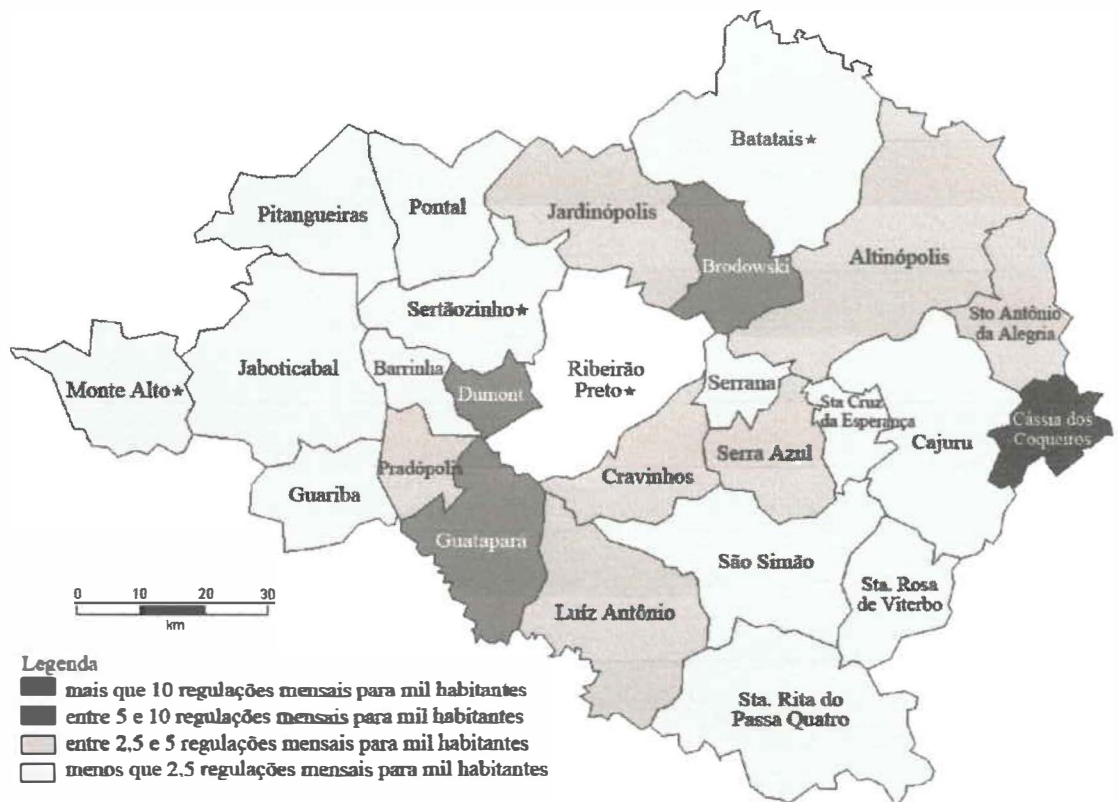 Batatais★
Pitangueiras
Pontal
Jardinópolis
Brodowski
Altinópolis
Sto Antônio
da Alegria
Sertãozinho★
Monte Alto★
Jaboticabal
Barrinha
Dumont
Ribeirão
Preto★
Serrana
Sta Cruz
da Esperança
Cajuru
Cássia dos
Coqueiros
Pradópolis
Guariba
Cravinhos
Serra Azul
Guatapará
São Simão
Luíz Antônio
Sta. Rosa
de Viterbo
Sta. Rita do
Passa Quatro
0 10 20 30
km
Legenda
mais que 10 regulações mensais para mil habitantes
entre 5 e 10 regulações mensais para mil habitantes
entre 2,5 e 5 regulações mensais para mil habitantes
menos que 2,5 regulações mensais para mil habitantes